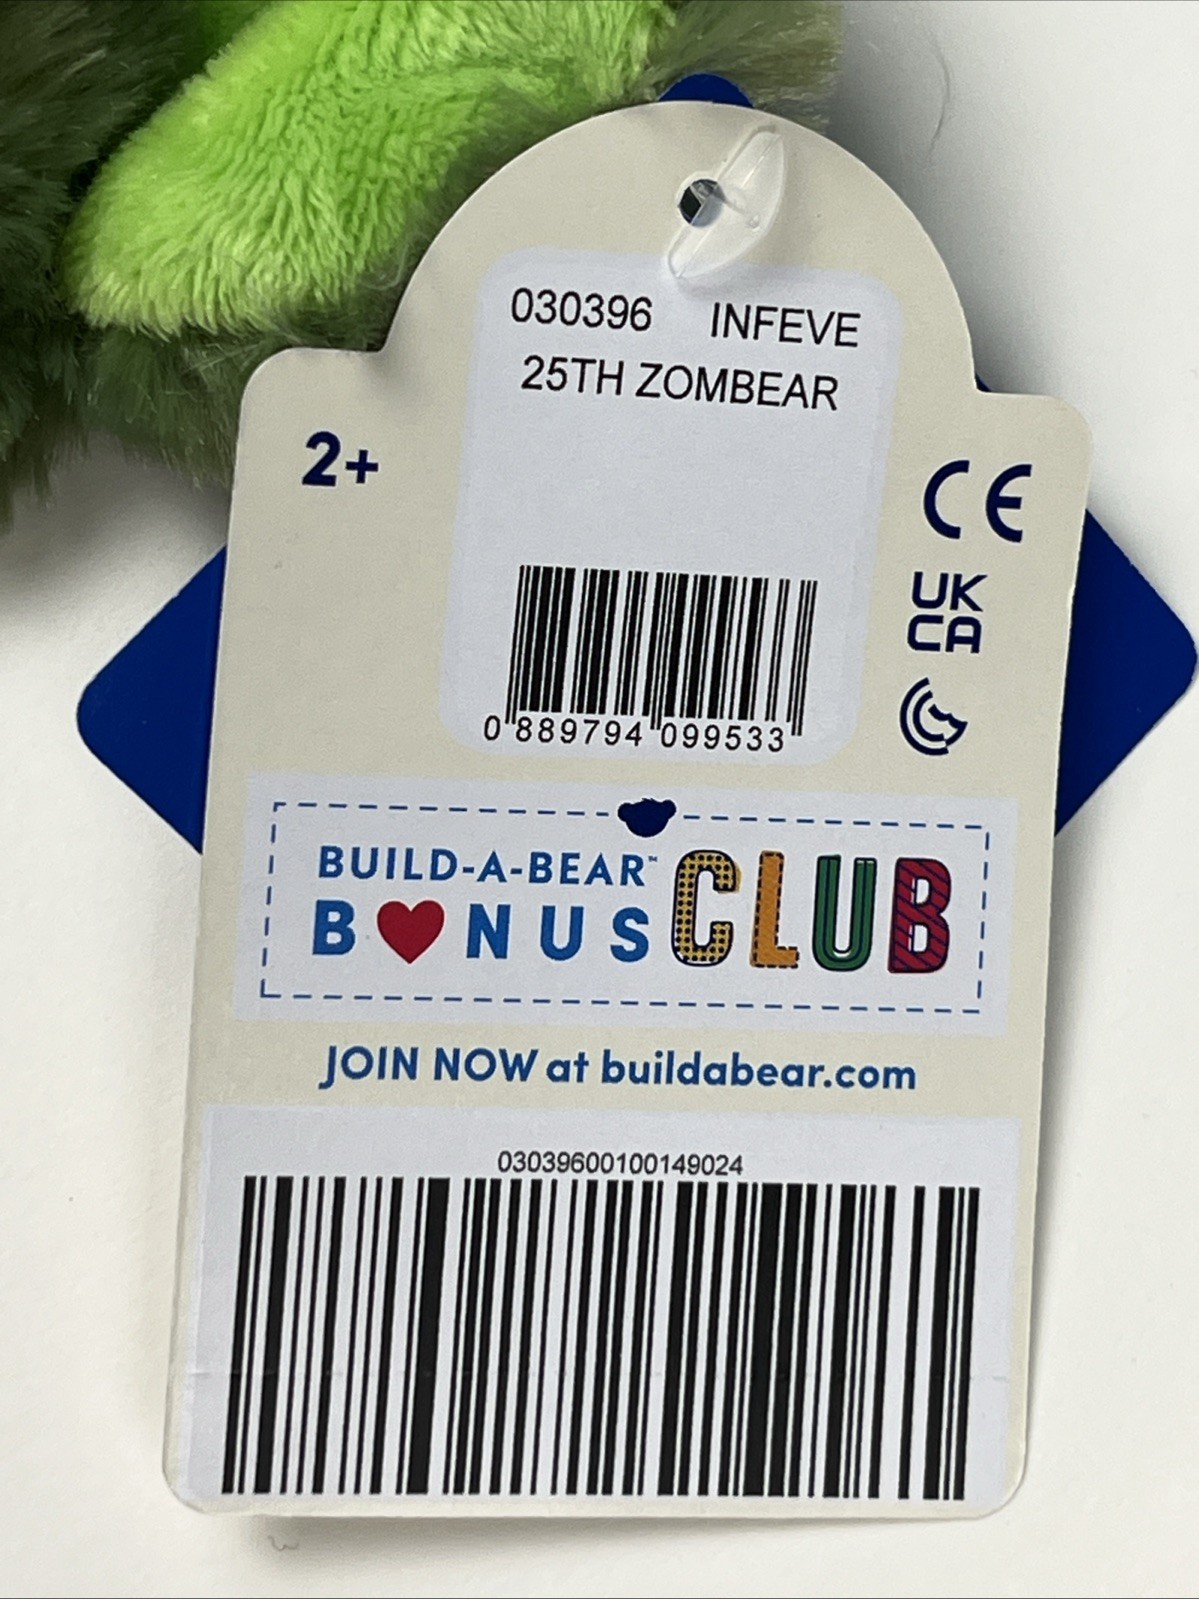 030396 INFEVE
25TH ZOMBEAR
2+
CE
UK
CA
0 889794 099533
BUILD-A-BEAR™
BONUS CLUB
JOIN NOW at buildabear.com
03039600100149024